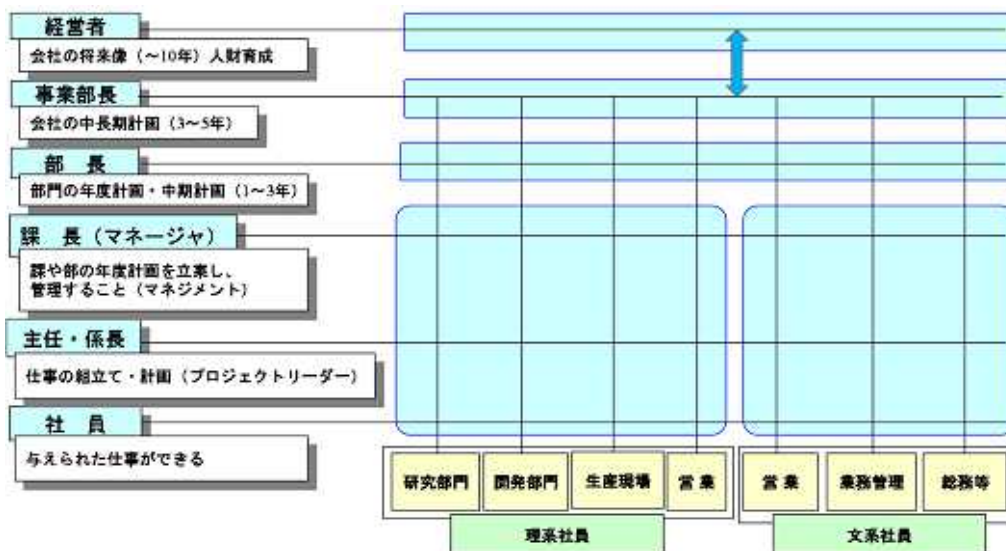 経営者
会社の将来像（～10年）人財育成
事業部長
会社の中長期計画（3～5年）
部　長
部門の年度計画・中期計画（1～3年）
課　長（マネージャ）
課や部の年度計画を立案し、
管理すること（マネジメント）
主任・係長
仕事の組立て・計画（プロジェクトリーダー）
社　員
与えられた仕事ができる
研究部門
開発部門
生産現場
営 業
営 業
業務管理
総務等
理系社員
文系社員